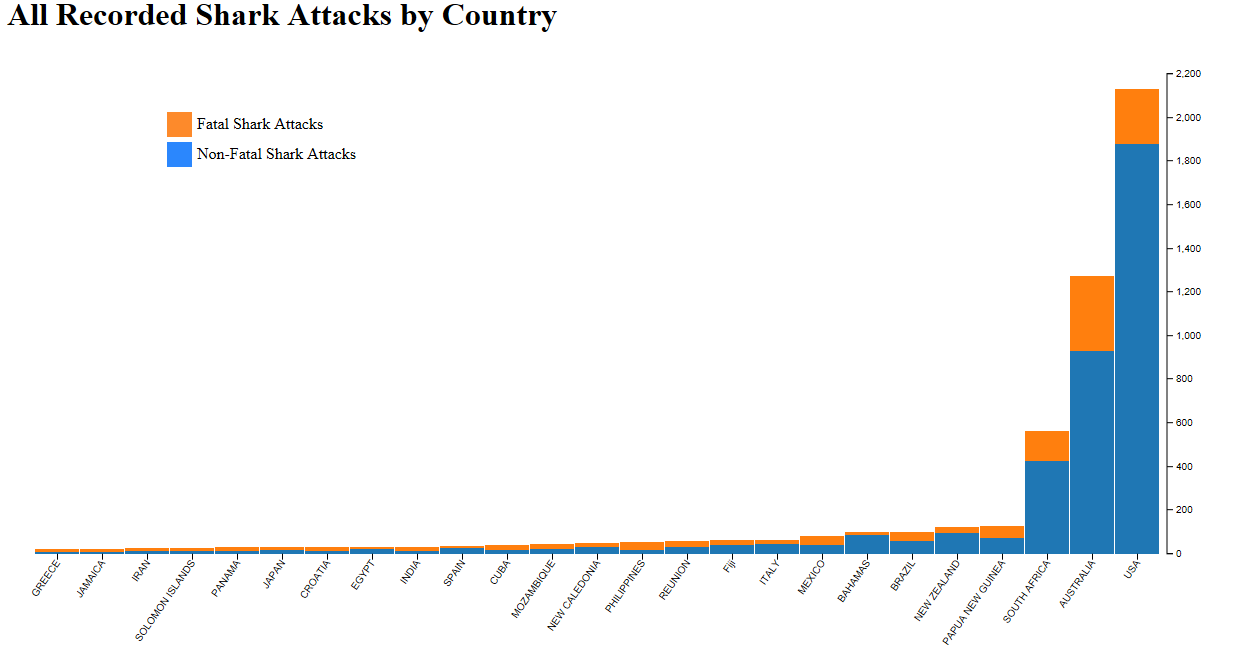 All Recorded Shark Attacks by Country
Fatal Shark Attacks
Non-Fatal Shark Attacks
2,200
2,000
1,800
1,600
1,400
1,200
1,000
800
600
400
200
0
GREECE
JAMAICA
IRAN
SOLOMON ISLANDS
PANAMA
JAPAN
CROATIA
EGYPT
INDIA
SPAIN
CUBA
MOZAMBIQUE
NEW CALEDONIA
PHILIPPINES
REUNION
Fiji
ITALY
MEXICO
BAHAMAS
BRAZIL
NEW ZEALAND
PAPUA NEW GUINEA
SOUTH AFRICA
AUSTRALIA
USA